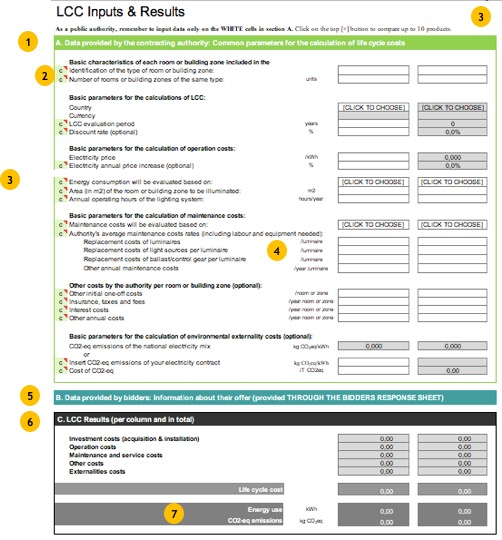 LCC Inputs & Results
3
As a public authority, remember to input data only on the WHITE cells in section A. Click on the top [+] button to compare up to 10 products.
1
A. Data provided by the contracting authority: Common parameters for the calculation of life cycle costs
Basic characteristics of each room or building zone included in the
2
c Identification of the type of room or building zone:
c Number of rooms or building zones of the same type: units
Basic parameters for the calculations of LCC:
Country [CLICK TO CHOOSE] [CLICK TO CHOOSE]
Currency
c LCC evaluation period years 0
c Discount rate (optional) % 0,0%
Basic parameters for the calculation of operation costs:
Electricity price /kWh 0,000
c Electricity annual price increase (optional) % 0,0%
3
c Energy consumption will be evaluated based on: [CLICK TO CHOOSE] [CLICK TO CHOOSE]
c Area (in m2) of the room or building zone to be illuminated: m2
c Annual operating hours of the lighting system: hours/year
Basic parameters for the calculation of maintenance costs:
c Maintenance costs will be evaluated based on: [CLICK TO CHOOSE] [CLICK TO CHOOSE]
c Authority's average maintenance costs rates (including labour and equipment needed):
Replacement costs of luminaires /luminaire
4
Replacement costs of light sources per luminaire /luminaire
Replacement costs of ballast/control gear per luminaire /luminaire
Other annual maintenance costs /year luminaire
Other costs by the authority per room or building zone (optional):
c Other initial one-off costs /room or zone
c Insurance, taxes and fees /year room or zone
c Interest costs /year room or zone
c Other annual costs /year room or zone
Basic parameters for the calculation of environmental externality costs (optional):
CO2-eq emissions of the national electricity mix kg CO2eq/kWh 0,000 0,000
or
c Insert CO2-eq emissions of your electricity contract kg CO2eq/kWh
c Cost of CO2-eq /T CO2eq 0,00
5
B. Data provided by bidders: Information about their offer (provided THROUGH THE BIDDERS RESPONSE SHEET)
6
C. LCC Results (per column and in total)
Investment costs (acquisition & installation) 0,00 0,00
Operation costs 0,00 0,00
Maintenance and service costs 0,00 0,00
Other costs 0,00 0,00
Externalities costs 0,00 0,00
Life cycle cost 0,00 0,00
Energy use kWh 0,00 0,00
7
CO2-eq emissions kg CO2eq 0,00 0,00